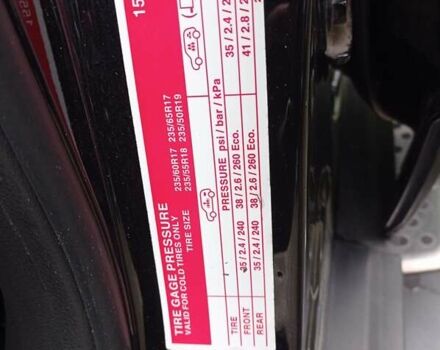 15
TIRE GAGE PRESSURE
VALID FOR COLD TIRES ONLY
TIRE SIZE
235/60R17 235/65R17
235/55R18 235/50R19
PRESSURE psi / bar / kPa
TIRE
FRONT 35 / 2.4 / 240 38 / 2.6 / 260 Eco. 35 / 2.4 / 2
REAR 35 / 2.4 / 240 38 / 2.6 / 260 Eco. 41 / 2.8 / 2